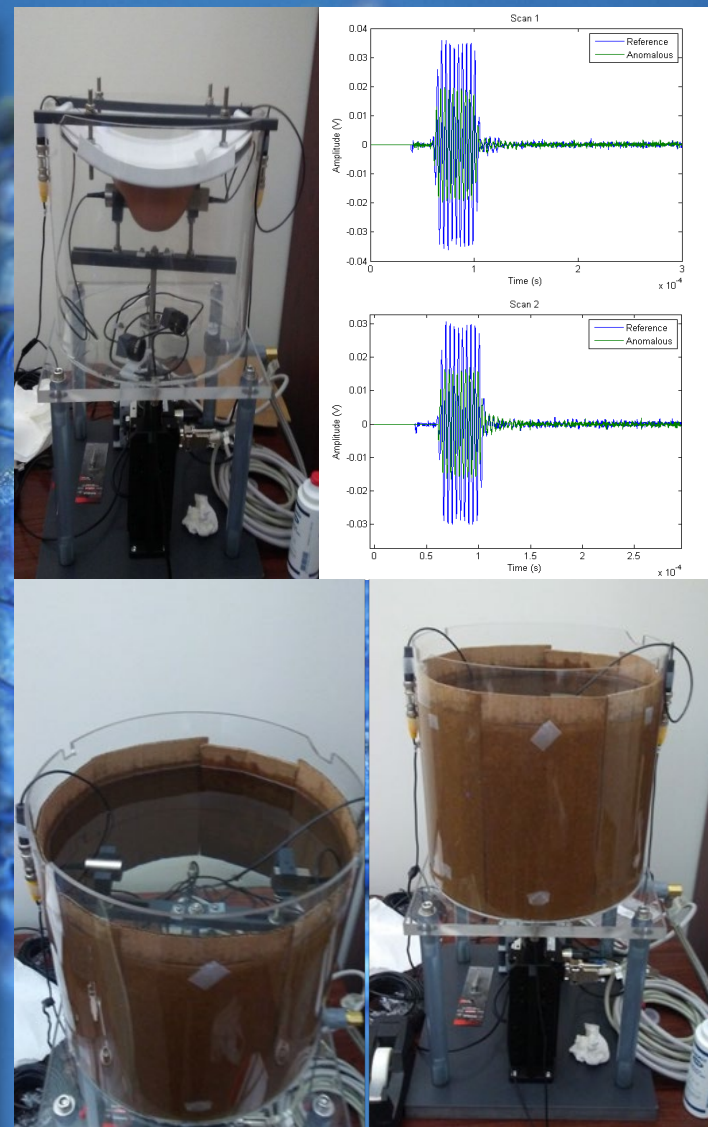 Scan 1
Amplitude (V)
0.04
0.03
0.02
0.01
0
-0.01
-0.02
-0.03
-0.04
Reference
Anomalous
0
1
2
3
Time (s)
x 10^-4
Scan 2
Amplitude (V)
0.03
0.02
0.01
0
-0.01
-0.02
-0.03
Reference
Anomalous
0
0.5
1
1.5
2
2.5
Time (s)
x 10^-4